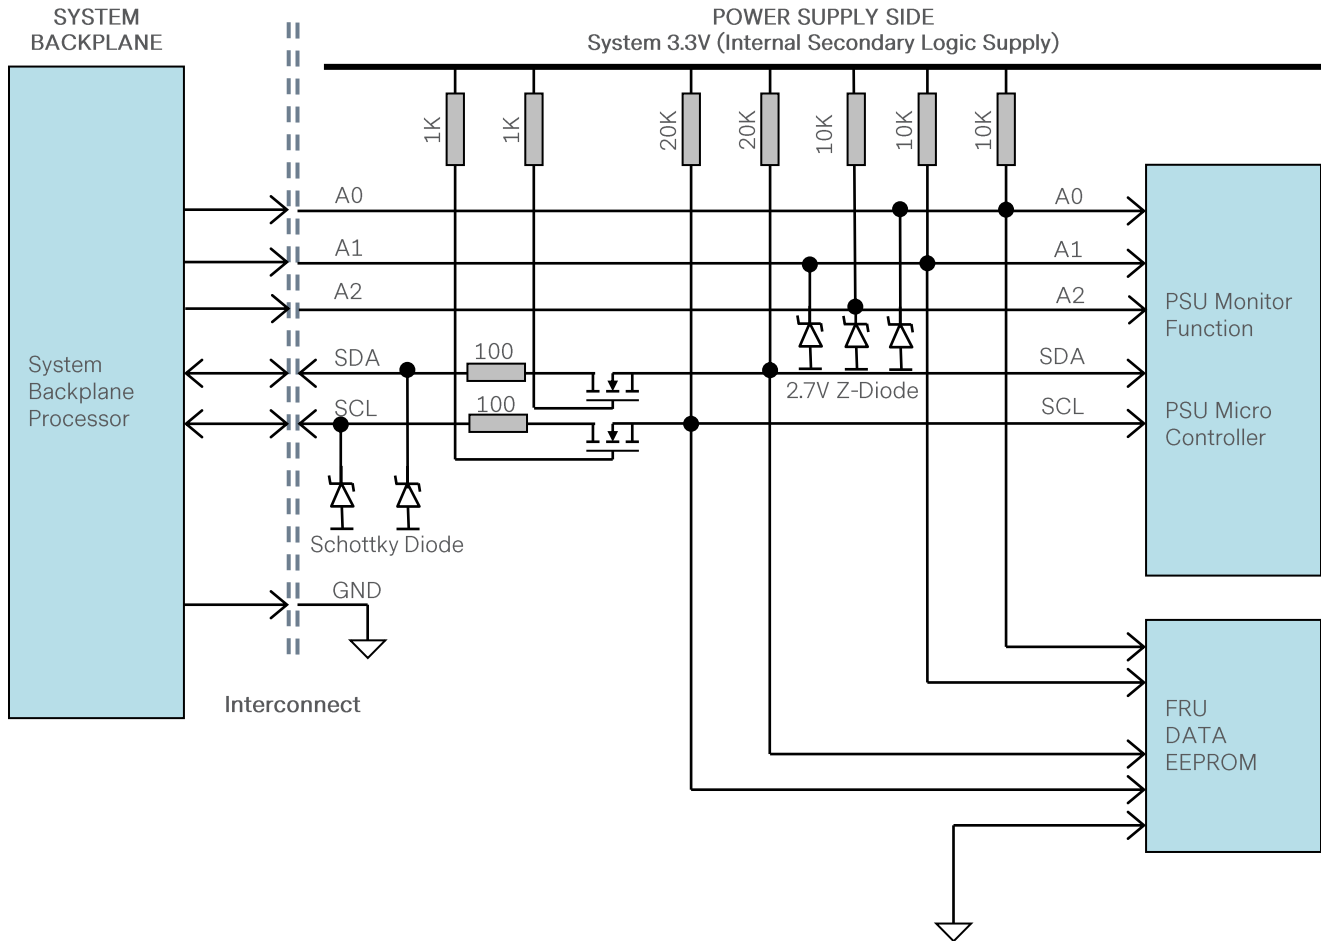 SYSTEM
BACKPLANE
POWER SUPPLY SIDE
System 3.3V (Internal Secondary Logic Supply)
1K
1K
20K
20K
10K
10K
10K
A0
A0
A1
A1
A2
A2
SDA
100
SDA
SCL
100
SCL
2.7V Z-Diode
System
Backplane
Processor
PSU Monitor
Function
PSU Micro
Controller
Schottky Diode
GND
Interconnect
FRU
DATA
EEPROM